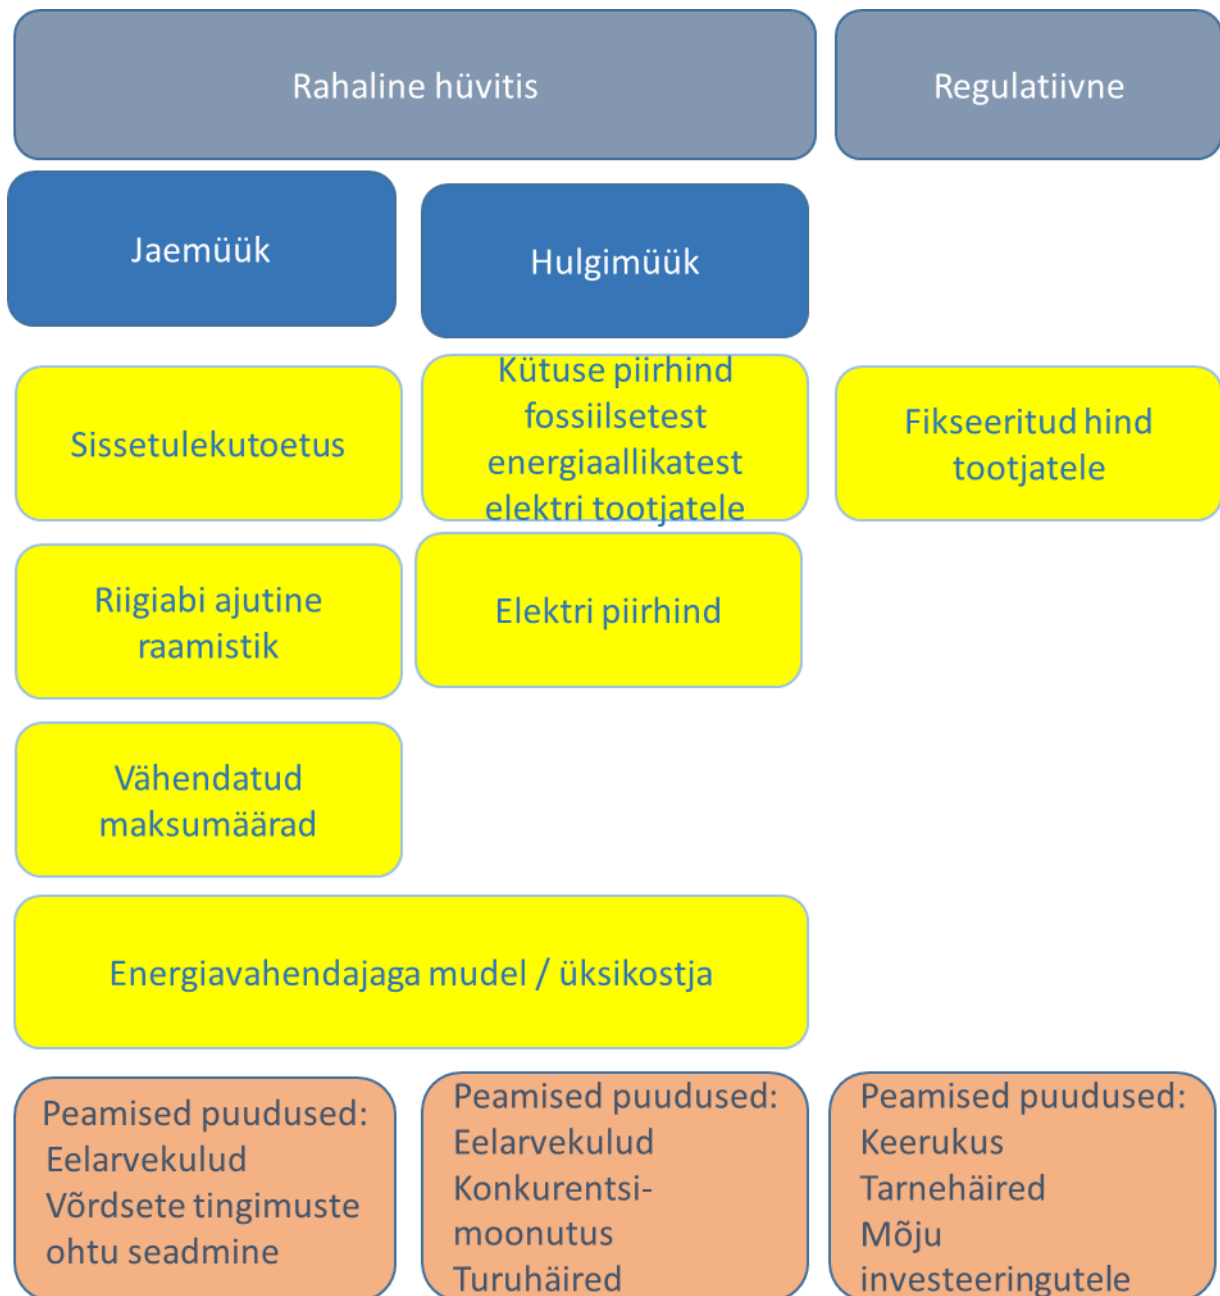 Rahaline hüvitis
Regulatiivne
Jaemüük
Hulgimüük
Sissetulekutoetus
Kütuse piirhind
fossiilsetest
energiaallikatest
elektri tootjatele
Fikseeritud hind
tootjatele
Riigiabi ajutine
raamistik
Elektri piirhind
Vähendatud
maksumäärad
Energiavahendajaga mudel / üksikostja
Peamised puudused:
Eelarvekulud
Võrdsete tingimuste
ohtu seadmine
Peamised puudused:
Eelarvekulud
Konkurentsi-
moonutus
Turuhäired
Peamised puudused:
Keerukus
Tarnehäired
Mõju
investeeringutele